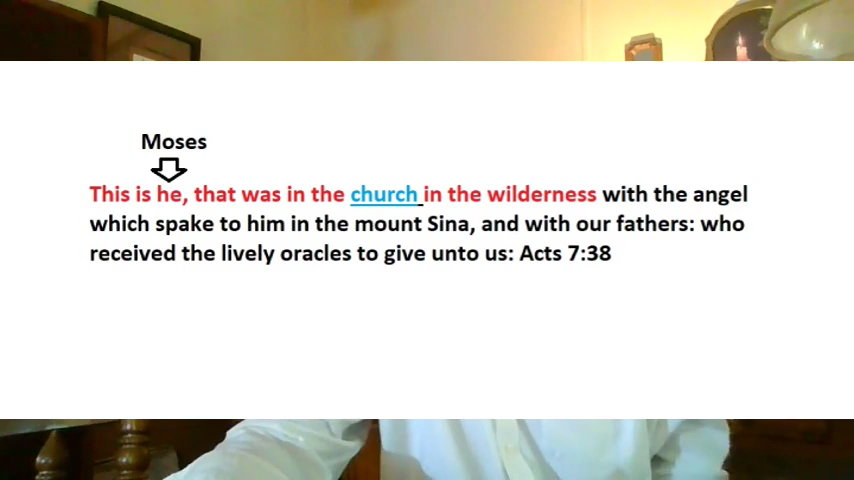 Moses
This is he, that was in the church in the wilderness with the angel
which spake to him in the mount Sina, and with our fathers: who
received the lively oracles to give unto us: Acts 7:38